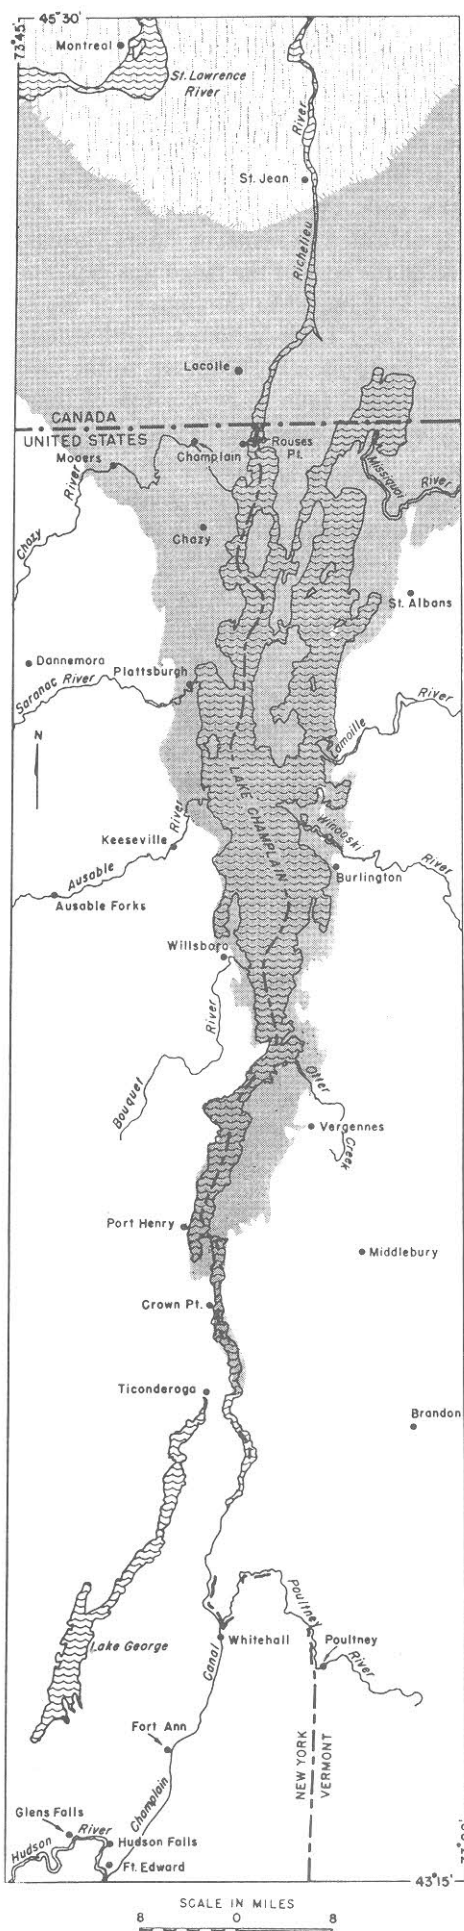 45°30'
73°45'
Montreal
St. Lawrence
River
River
St. Jean
Richelieu
Lacolle
CANADA
UNITED STATES
Rouses
Pt.
Champlain
Mooers
River
Chazy
Missiquoi
River
Chazy
St. Albans
Dannemora
Plattsburgh
Saranac River
River
Lamoille
N
LAKE CHAMPLAIN
Winooski
River
River
Keeseville
Ausable
Burlington
Ausable Forks
Willsboro
River
Bouquet
Otter
Creek
Vergennes
Port Henry
Middlebury
Crown Pt.
Ticonderoga
Brandon
Poultney
River
Whitehall
Poultney
Lake George
Canal
Fort Ann
Champlain
NEW YORK
VERMONT
Glens Falls
River
Hudson
Hudson Falls
Ft. Edward
43°15'
SCALE IN MILES
8 0 8